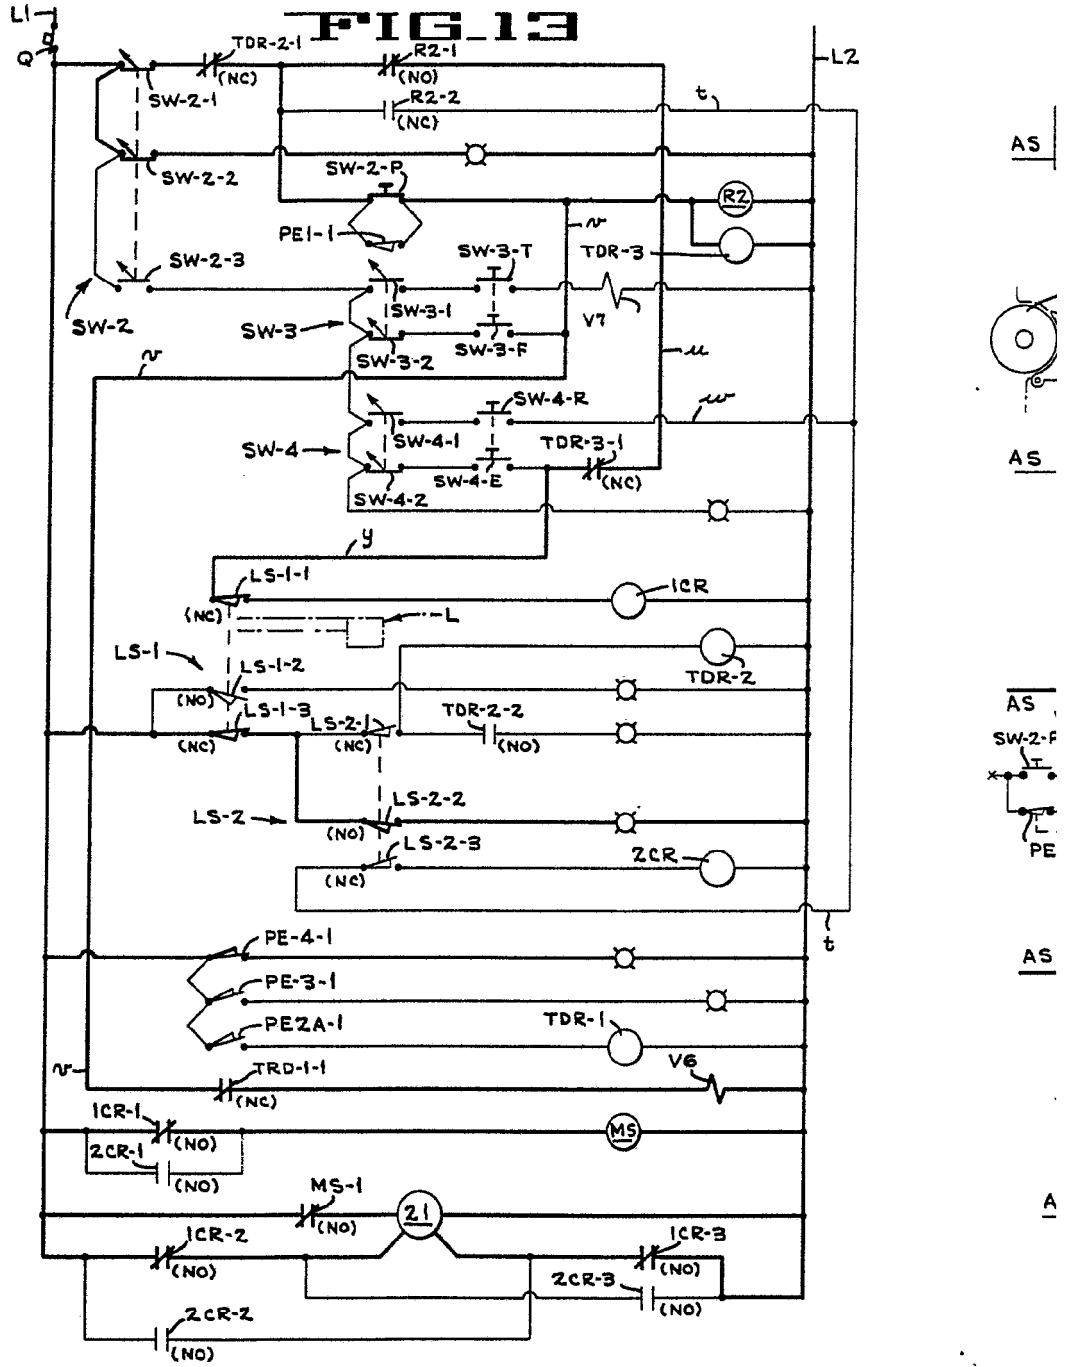 L1
FIG_13
Q
TDR-2-1
(NC)
R2-1
(NO)
L2
SW-2-1
R2-2
(NC)
t
AS
SW-2-2
SW-2-P
R2
PE1-1
v
TDR-3
SW-2-3
SW-3-T
SW-2
SW-3
SW-3-1
V7
SW-3-2
SW-3-F
v
u
SW-4-R
w
SW-4
SW-4-1
TDR-3-1
(NC)
SW-4-E
SW-4-2
AS
y
LS-1-1
(NC)
1CR
L
LS-1
LS-1-2
(NO)
TDR-2
LS-1-3
(NC)
LS-2-1
(NC)
TDR-2-2
(NO)
AS
SW-2-P
LS-2
LS-2-2
(NO)
LS-2-3
(NC)
2CR
PE
t
PE-4-1
AS
PE-3-1
PE2A-1
TDR-1
v
TRD-1-1
(NC)
V6
1CR-1
(NO)
MS
2CR-1
(NO)
MS-1
(NO)
21
A
1CR-2
(NO)
1CR-3
(NO)
2CR-3
(NO)
2CR-2
(NO)